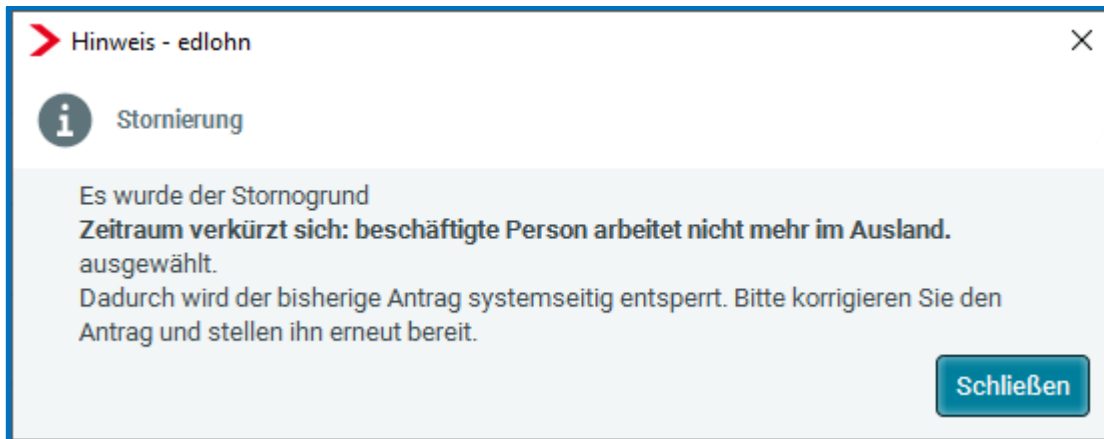 Hinweis - edlohn
Stornierung
Es wurde der Stornogrund
Zeitraum verkürzt sich: beschäftigte Person arbeitet nicht mehr im Ausland.
ausgewählt.
Dadurch wird der bisherige Antrag systemseitig entsperrt. Bitte korrigieren Sie den
Antrag und stellen ihn erneut bereit.
Schließen